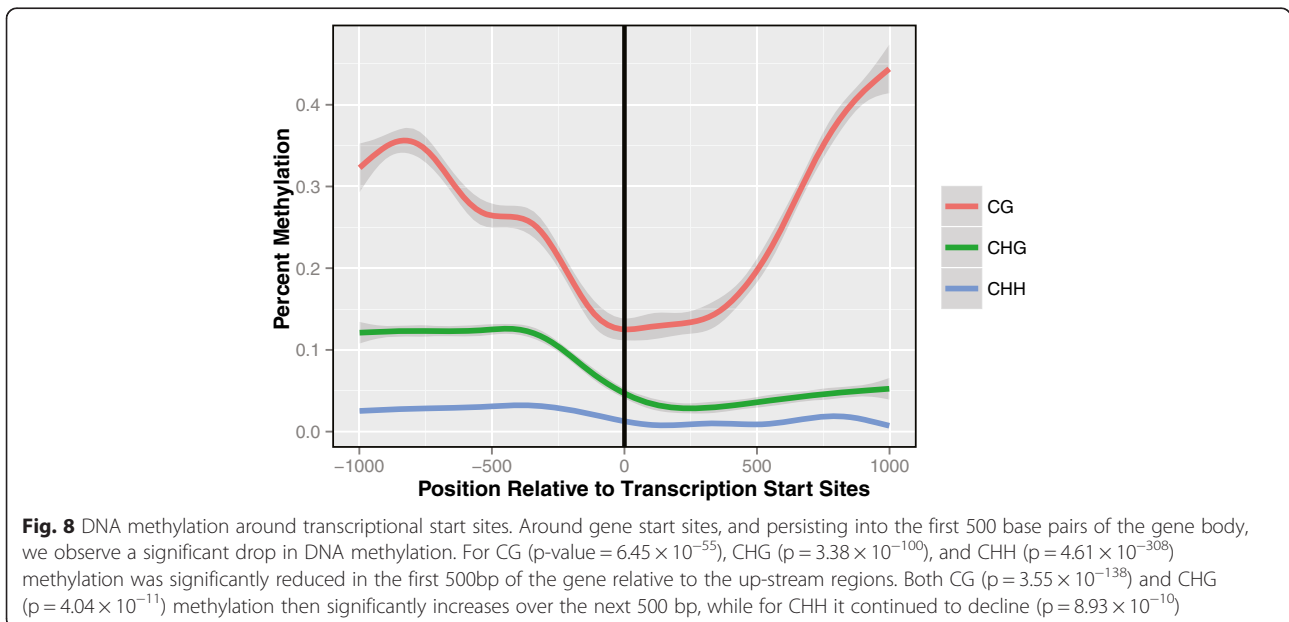 0.4
0.3
0.2
0.1
0.0
Percent Methylation
−1000
−500
0
500
1000
Position Relative to Transcription Start Sites
CG
CHG
CHH
Fig. 8 DNA methylation around transcriptional start sites. Around gene start sites, and persisting into the first 500 base pairs of the gene body,
we observe a significant drop in DNA methylation. For CG (p-value = 6.45 × 10⁻⁵⁵), CHG (p = 3.38 × 10⁻¹⁰⁰), and CHH (p = 4.61 × 10⁻³⁰⁸)
methylation was significantly reduced in the first 500bp of the gene relative to the up-stream regions. Both CG (p = 3.55 × 10⁻¹³⁸) and CHG
(p = 4.04 × 10⁻¹¹) methylation then significantly increases over the next 500 bp, while for CHH it continued to decline (p = 8.93 × 10⁻¹⁰)